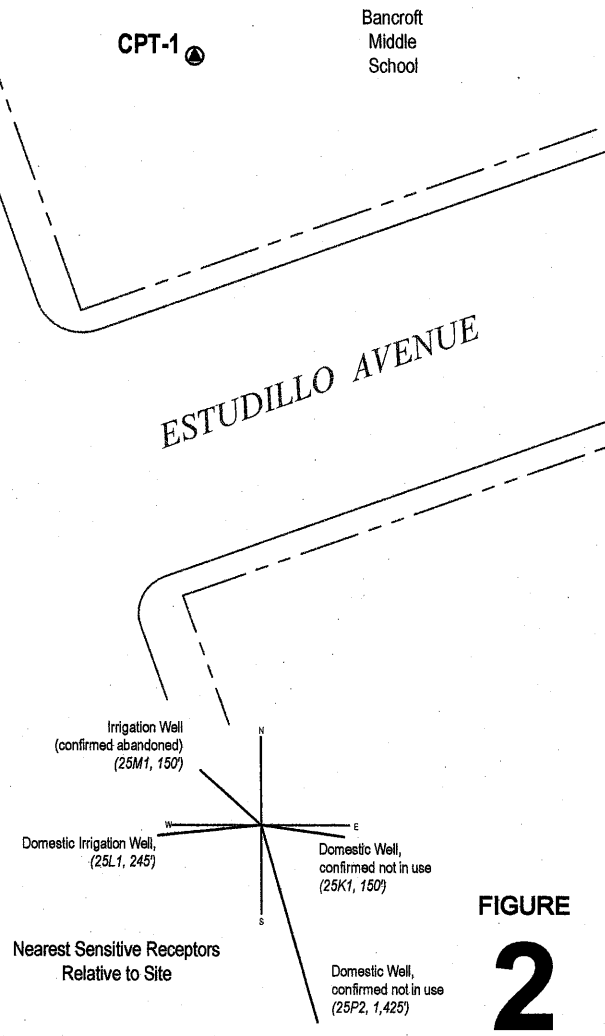 CPT-1
Bancroft
Middle
School
ESTUDILLO AVENUE
Irrigation Well
(confirmed abandoned)
(25M1, 150')
N
W
E
S
Domestic Irrigation Well,
(25L1, 245')
Domestic Well,
confirmed not in use
(25K1, 150')
Nearest Sensitive Receptors
Relative to Site
Domestic Well,
confirmed not in use
(25P2, 1,425')
FIGURE
2